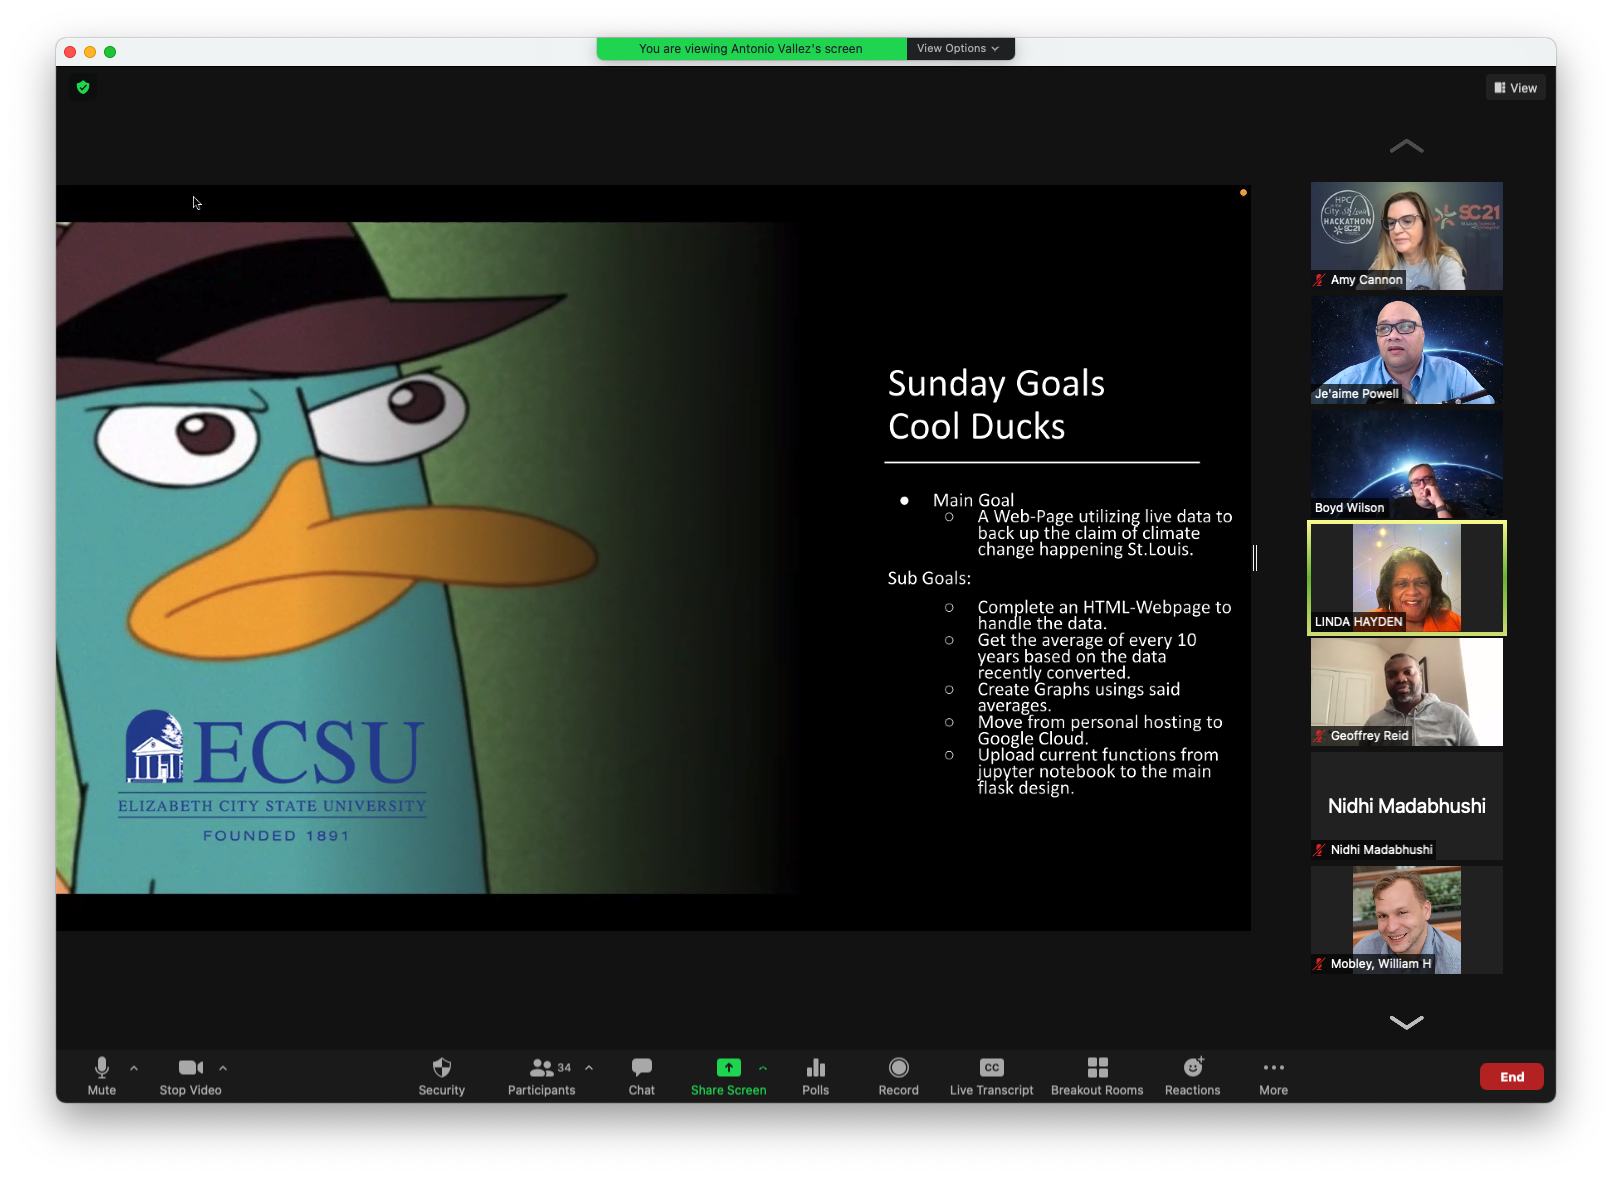 You are viewing Antonio Vallez's screen
View Options
View
Sunday Goals
Cool Ducks
Main Goal
A Web-Page utilizing live data to
back up the claim of climate
change happening St.Louis.
Sub Goals:
Complete an HTML-Webpage to
handle the data.
Get the average of every 10
years based on the data
recently converted.
Create Graphs usings said
averages.
Move from personal hosting to
Google Cloud.
Upload current functions from
jupyter notebook to the main
flask design.
ECSU
ELIZABETH CITY STATE UNIVERSITY
FOUNDED 1891
HPC
City St. Louis
HACKATHON
SC21
SC21
Amy Cannon
Je'aime Powell
Boyd Wilson
LINDA HAYDEN
Geoffrey Reid
Nidhi Madabhushi
Nidhi Madabhushi
Mobley, William H
Mute
Stop Video
Security
34
Participants
Chat
Share Screen
Polls
Record
CC
Live Transcript
Breakout Rooms
Reactions
More
End